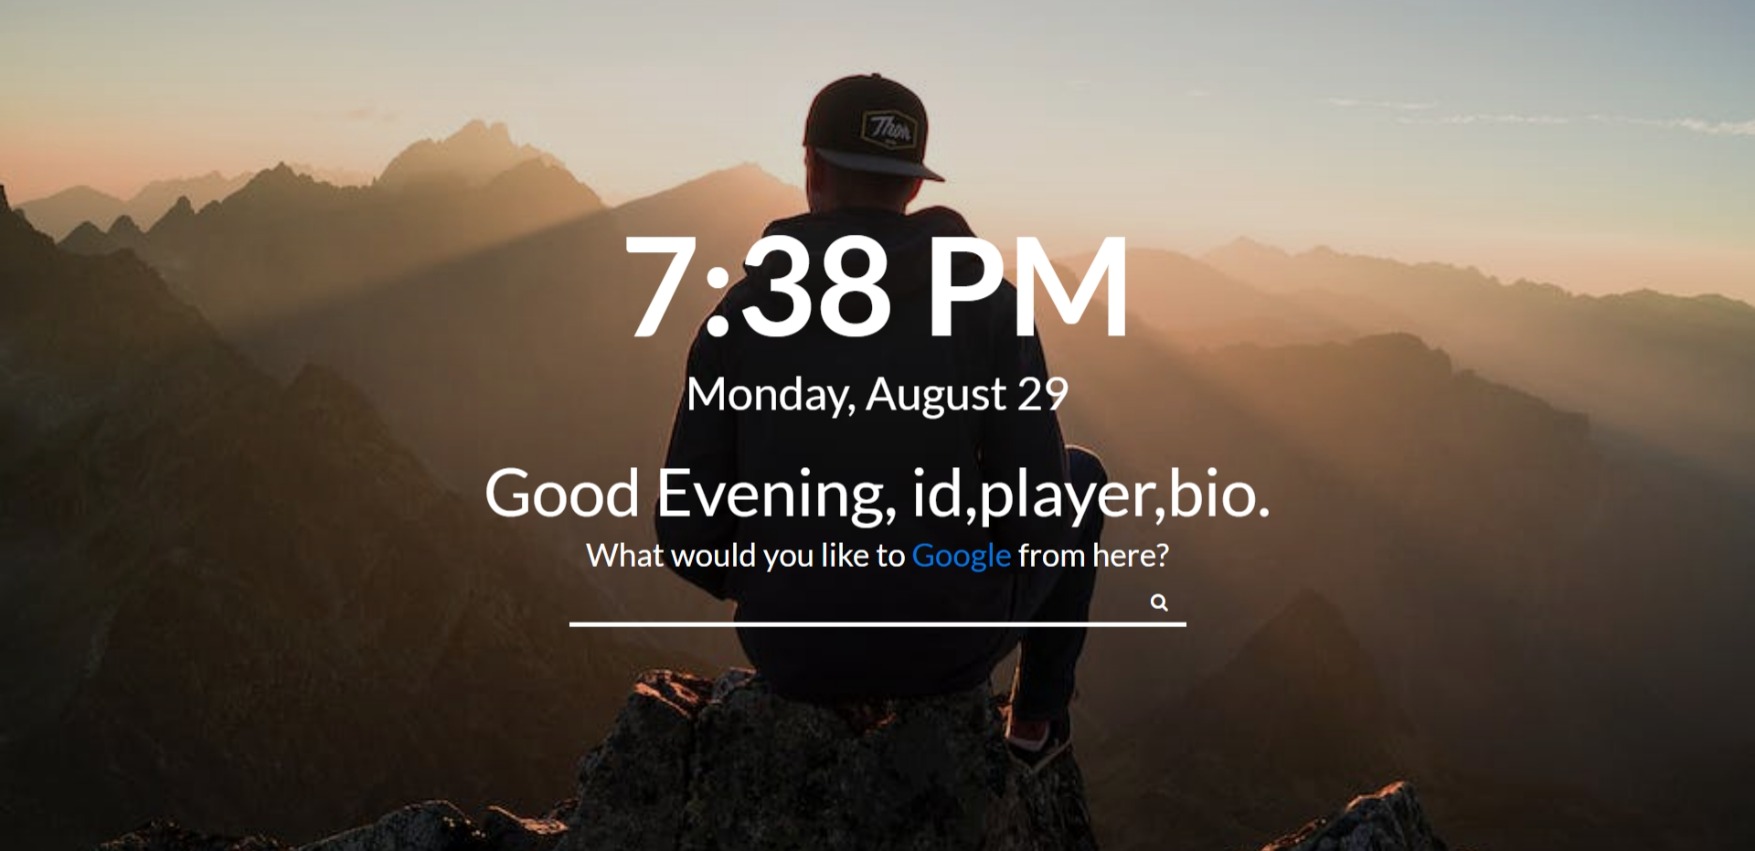 Thor
7:38 PM
Monday, August 29
Good Evening, id,player,bio.
What would you like to Google from here?